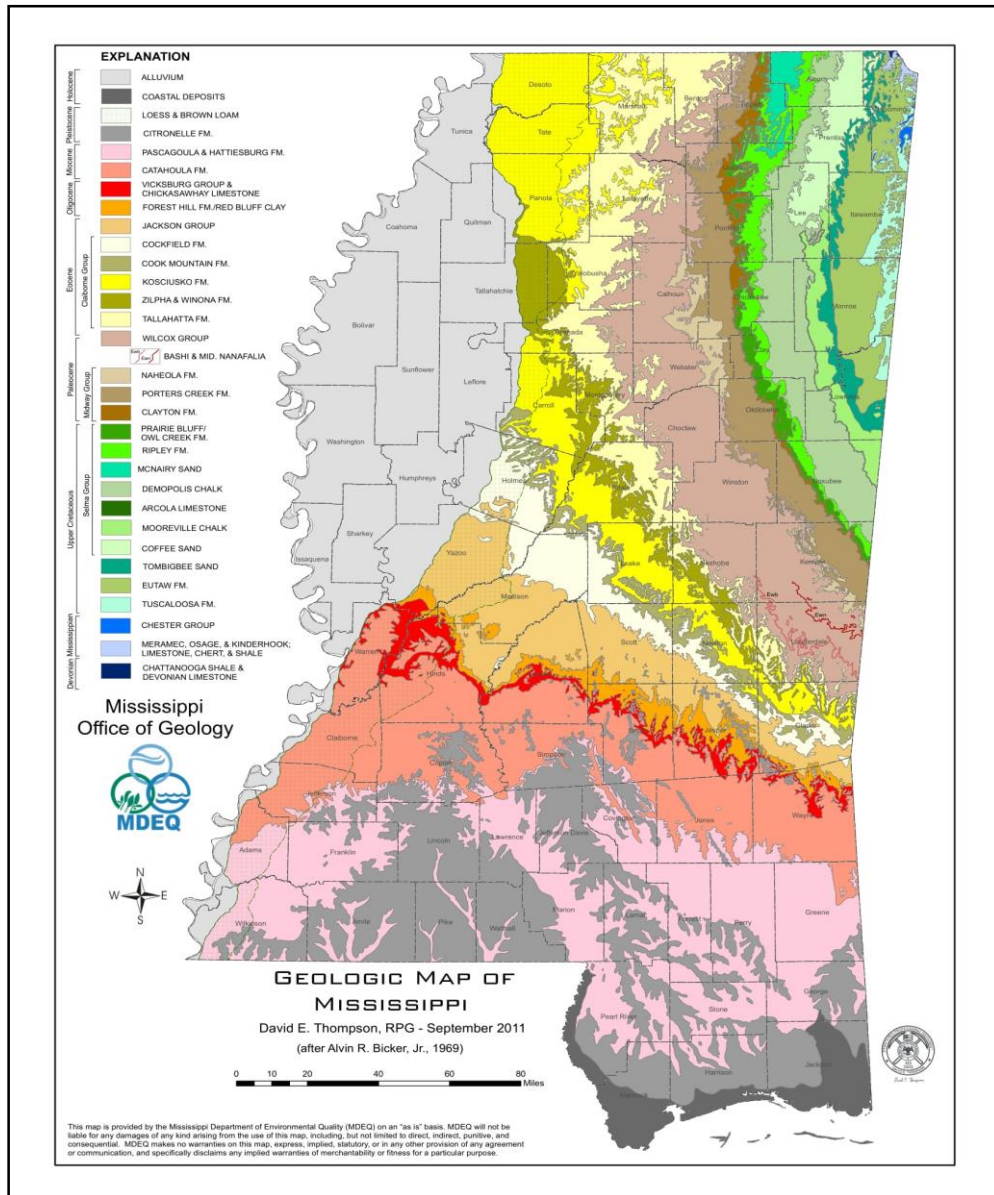 EXPLANATION
Holocene
Pleistocene
Miocene
Oligocene
Eocene
Claiborne Group
Paleocene
Midway Group
Upper Cretaceous
Selma Group
Mississippian
Devonian
ALLUVIUM
COASTAL DEPOSITS
LOESS & BROWN LOAM
CITRONELLE FM.
PASCAGOULA & HATTIESBURG FM.
CATAHOULA FM.
VICKSBURG GROUP &
CHICKASAWHAY LIMESTONE
FOREST HILL FM./RED BLUFF CLAY
JACKSON GROUP
COCKFIELD FM.
COOK MOUNTAIN FM.
KOSCIUSKO FM.
ZILPHA & WINONA FM.
TALLAHATTA FM.
WILCOX GROUP
Ewb
Ewn
BASHI & MID. NANAFALIA
NAHEOLA FM.
PORTERS CREEK FM.
CLAYTON FM.
PRAIRIE BLUFF/
OWL CREEK FM.
RIPLEY FM.
MCNAIRY SAND
DEMOPOLIS CHALK
ARCOLA LIMESTONE
MOOREVILLE CHALK
COFFEE SAND
TOMBIGBEE SAND
EUTAW FM.
TUSCALOOSA FM.
CHESTER GROUP
MERAMEC, OSAGE, & KINDERHOOK;
LIMESTONE, CHERT, & SHALE
CHATTANOOGA SHALE &
DEVONIAN LIMESTONE
Mississippi
Office of Geology
MDEQ
N
W
E
S
Desoto
Tunica
Tate
Panola
Coahoma
Quitman
Tallahatchie
Bolivar
Sunflower
Leflore
Washington
Humphreys
Sharkey
Issaquena
Carroll
Holmes
Yazoo
Madison
Lafayette
Calhoun
Webster
Montgomery
Choctaw
Winston
Oktibbeha
Lowndes
Noxubee
Kemper
Prentiss
Lee
Itawamba
Monroe
Leake
Scott
Lauderdale
Ewb
Ewn
Warren
Hinds
Claiborne
Copiah
Simpson
Jasper
Jefferson
Adams
Franklin
Lincoln
Lawrence
Jefferson Davis
Covington
Jones
Wayne
Wilkinson
Amite
Pike
Walthall
Marion
Lamar
Forrest
Perry
Greene
Pearl River
Stone
George
Hancock
Harrison
Jackson
GEOLOGIC MAP OF
MISSISSIPPI
David E. Thompson, RPG - September 2011
(after Alvin R. Bicker, Jr., 1969)
0 5 10 20 40 60 80
Miles
This map is provided by the Mississippi Department of Environmental Quality (MDEQ) on an "as is" basis. MDEQ will not be
liable for any damages of any kind arising from the use of this map, including, but not limited to direct, indirect, punitive, and
consequential. MDEQ makes no warranties on this map, express, implied, statutory, or in any other provision of any agreement
or communication, and specifically disclaims any implied warranties of merchantability or fitness for a particular purpose.